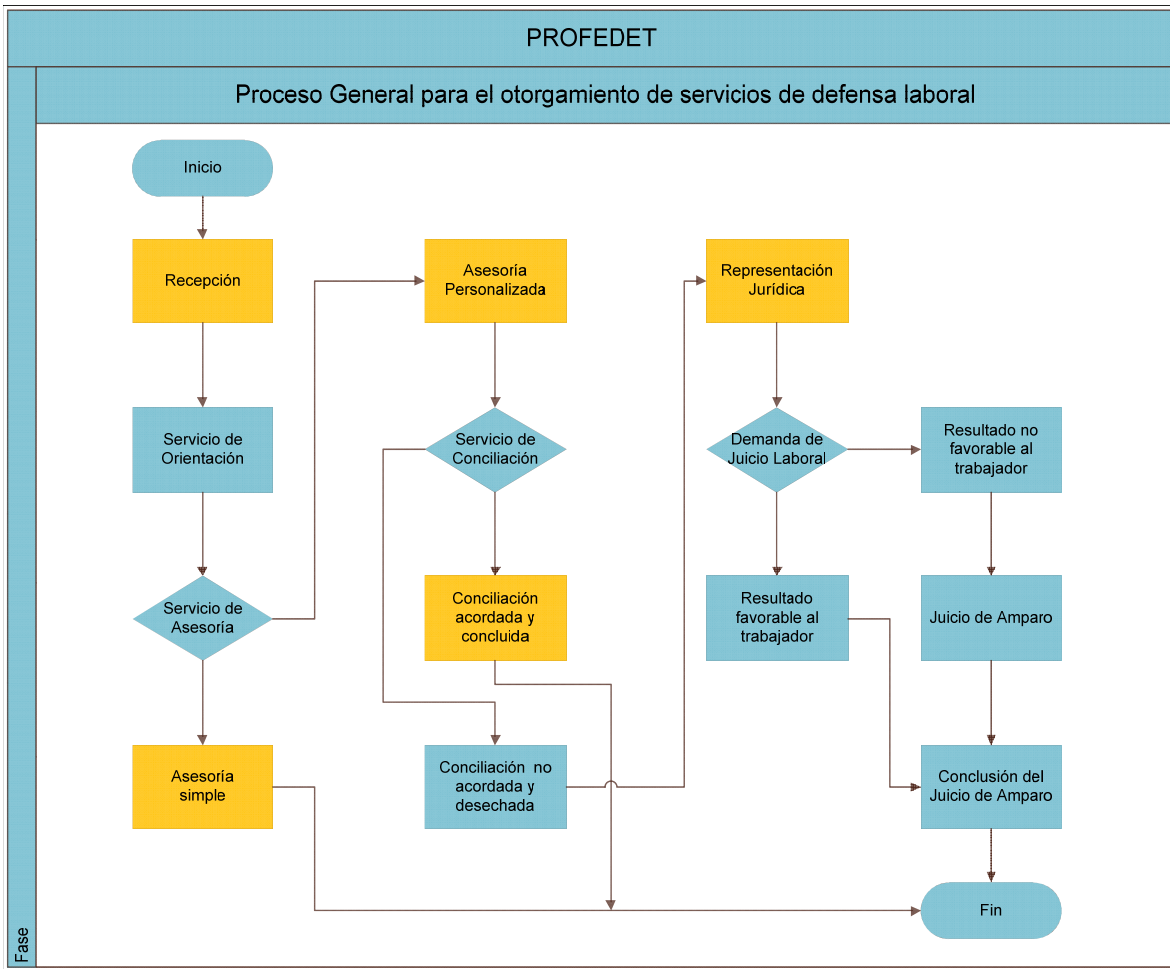 PROFEDET
Proceso General para el otorgamiento de servicios de defensa laboral
Fase
Inicio
Recepción
Servicio de
Orientación
Servicio de
Asesoría
Asesoría
simple
Asesoría
Personalizada
Servicio de
Conciliación
Conciliación
acordada y
concluida
Conciliación no
acordada y
desechada
Representación
Jurídica
Demanda de
Juicio Laboral
Resultado
favorable al
trabajador
Resultado no
favorable al
trabajador
Juicio de Amparo
Conclusión del
Juicio de Amparo
Fin